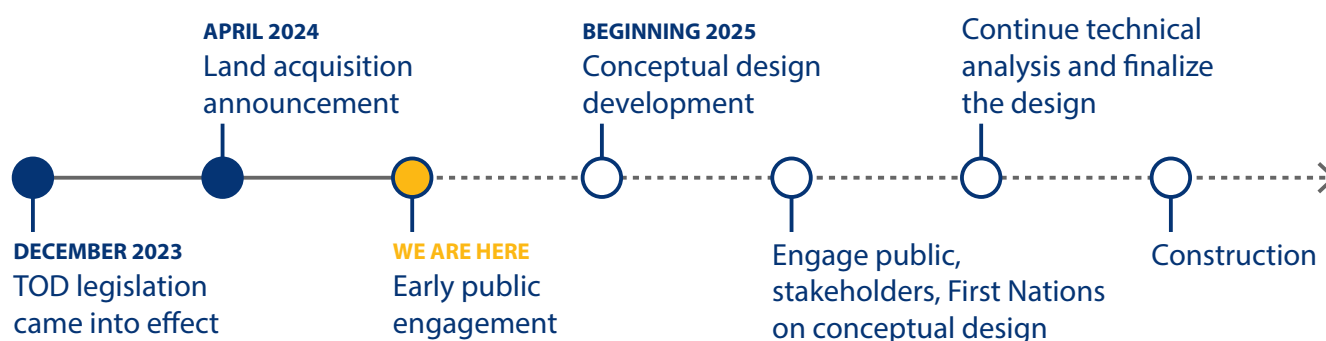 DECEMBER 2023
TOD legislation
came into effect
APRIL 2024
Land acquisition
announcement
WE ARE HERE
Early public
engagement
BEGINNING 2025
Conceptual design
development
Engage public,
stakeholders, First Nations
on conceptual design
Continue technical
analysis and finalize
the design
Construction